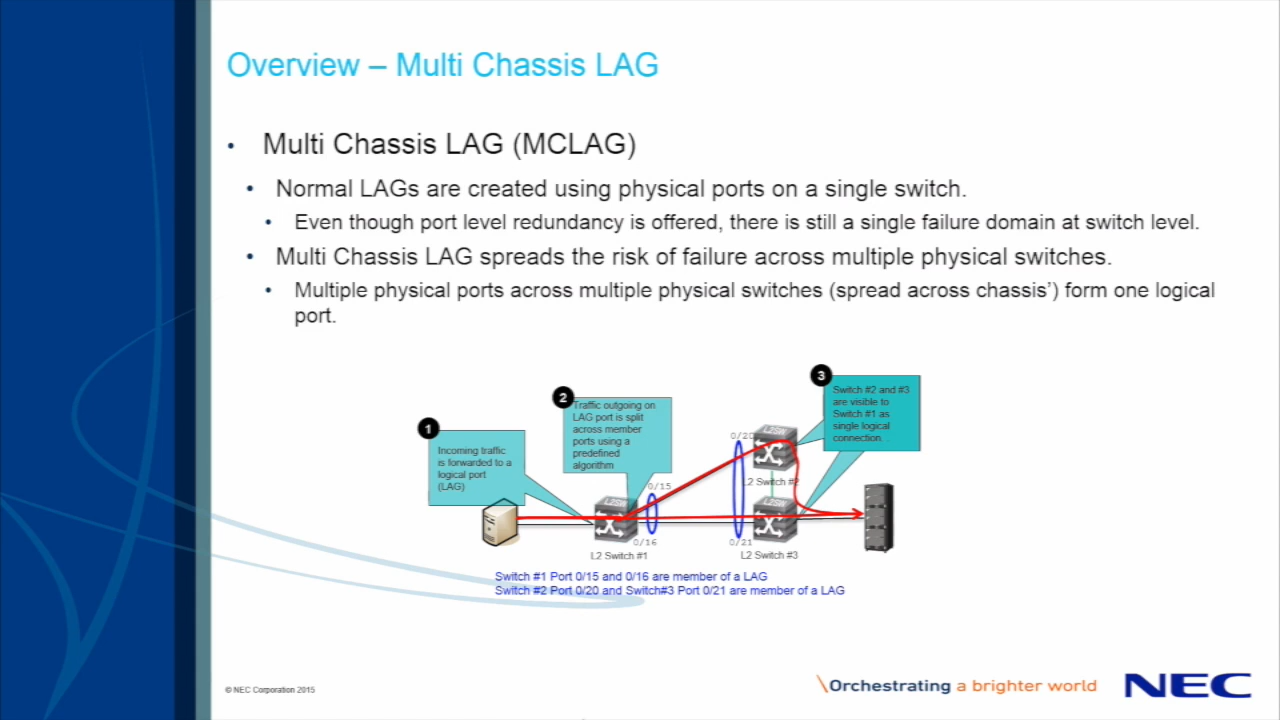 Overview – Multi Chassis LAG
• Multi Chassis LAG (MCLAG)
• Normal LAGs are created using physical ports on a single switch.
• Even though port level redundancy is offered, there is still a single failure domain at switch level.
• Multi Chassis LAG spreads the risk of failure across multiple physical switches.
• Multiple physical ports across multiple physical switches (spread across chassis’) form one logical
port.
1
Incoming traffic
is forwarded to a
logical port
(LAG)
2
Traffic outgoing on
LAG port is split
across member
ports using a
predefined
algorithm
3
Switch #2 and #3
are visible to
Switch #1 as
single logical
connection. .
0/20
L2 Switch #2
0/15
0/16
L2 Switch #1
0/21
L2 Switch #3
Switch #1 Port 0/15 and 0/16 are member of a LAG
Switch #2 Port 0/20 and Switch#3 Port 0/21 are member of a LAG
© NEC Corporation 2015
\Orchestrating a brighter world
NEC